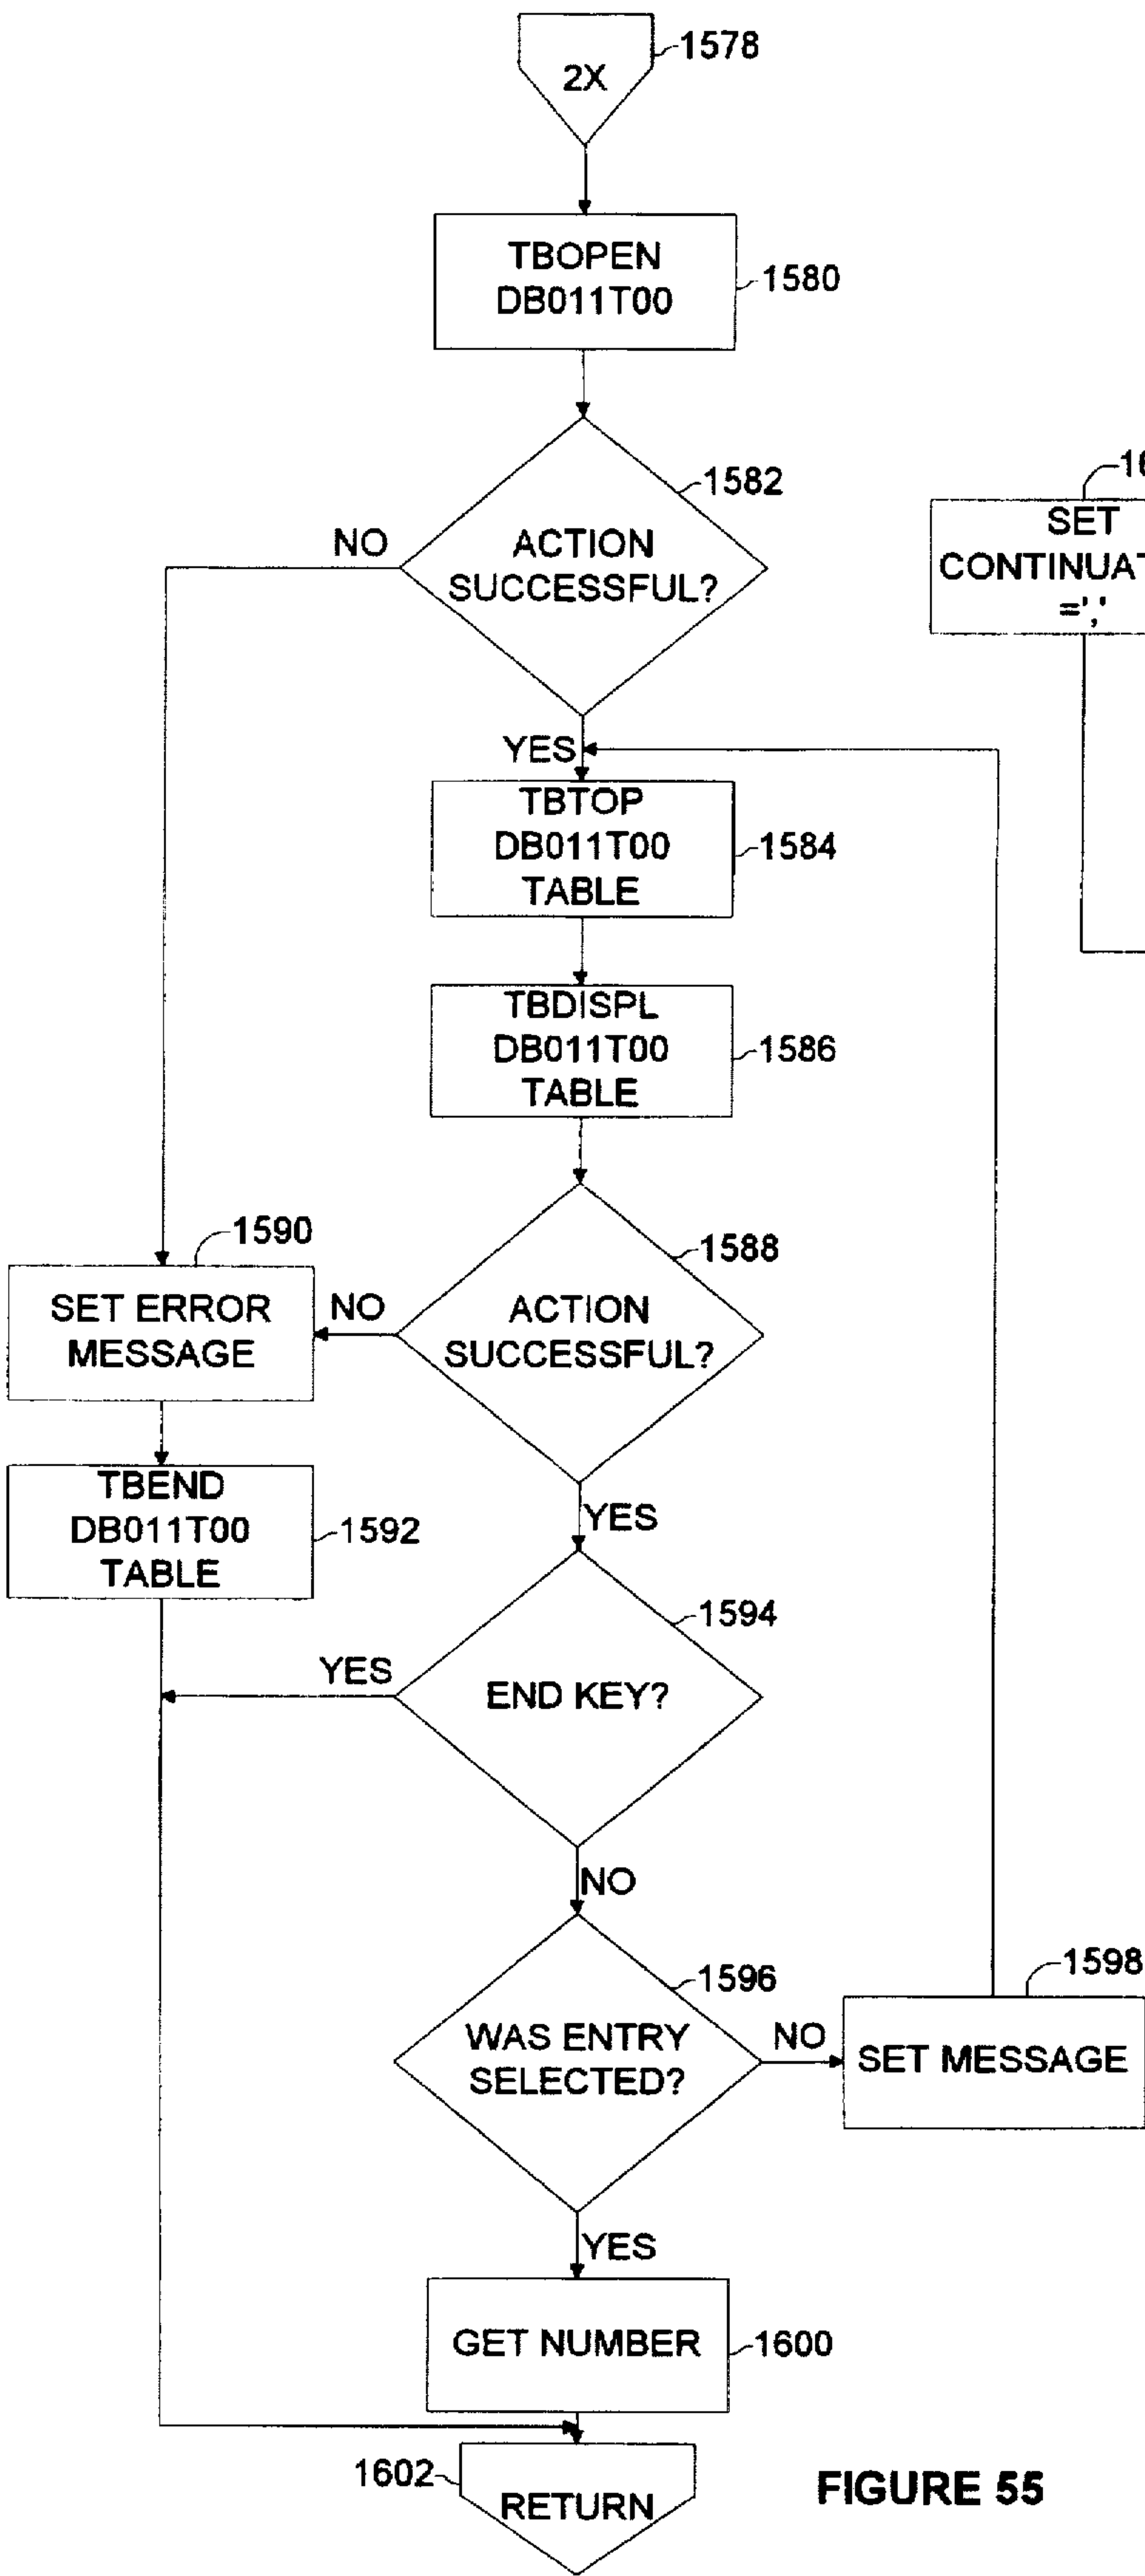 1578
2X
TBOPEN
DB011T00
1580
1582
NO
ACTION
SUCCESSFUL?
SET
=','
YES
TBTOP
DB011T00
TABLE
1584
TBDISPL
DB011T00
TABLE
1586
1590
1588
SET ERROR
MESSAGE
NO
ACTION
SUCCESSFUL?
TBEND
DB011T00
TABLE
1592
YES
1594
YES
END KEY?
NO
1596
1598
WAS ENTRY
SELECTED?
NO
SET MESSAGE
YES
GET NUMBER
1600
1602
RETURN
FIGURE 55